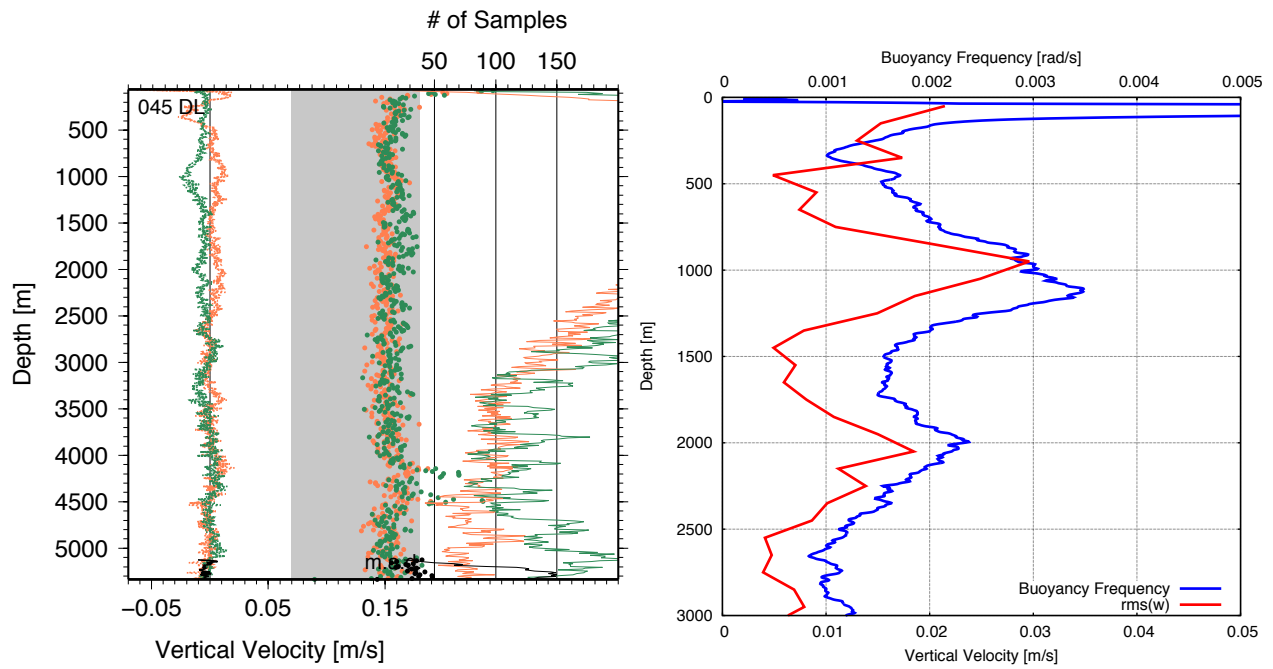 # of Samples
50 100 150
045 DL
500
1000
1500
2000
2500
3000
3500
4000
4500
5000
Depth [m]
−0.05 0.05 0.15
Vertical Velocity [m/s]
Buoyancy Frequency [rad/s]
0 0.001 0.002 0.003 0.004 0.005
0
500
1000
1500
2000
2500
3000
Depth [m]
Buoyancy Frequency
rms(w)
0 0.01 0.02 0.03 0.04 0.05
Vertical Velocity [m/s]